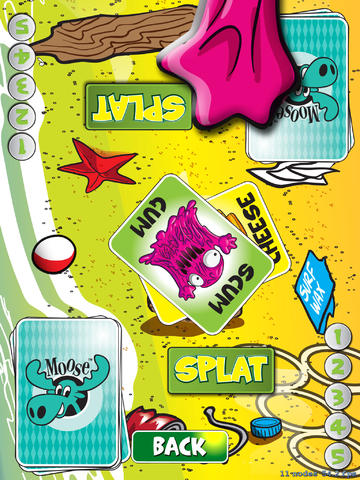 5
4
3
2
1
SPLAT
Moose
GUM
SCUM
CHEESE
SURF WAX
Moose™
SPLAT
1
2
3
4
5
BACK